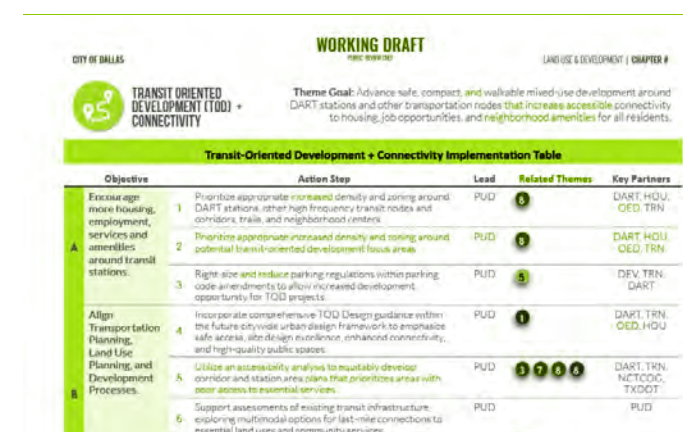 WORKING DRAFT
CITY OF DALLAS
LAND USE & DEVELOPMENT | CHAPTER #
TRANSIT ORIENTED
DEVELOPMENT (TOD) +
CONNECTIVITY
Theme Goal: Advance safe, compact, and walkable mixed-use development around
DART stations and other transportation nodes that increase accessible connectivity
to housing, job opportunities, and neighborhood amenities for all residents.
Transit-Oriented Development + Connectivity Implementation Table
Objective Action Step Lead Related Themes Key Partners
A
Encourage
more housing,
employment,
services and
amenities
around transit
stations.
1 Prioritize appropriate increased density and zoning around
DART stations, other high frequency transit nodes and
corridors, trails, and neighborhood centers
PUD
DART, HOU,
OED, TRN
2 Prioritize appropriate increased density and zoning around
potential transit-oriented development focus areas
PUD
DART, HOU,
OED, TRN
3 Right-size and reduce parking regulations within parking
code amendments to allow increased development
opportunity for TOD projects.
PUD
5
DEV, TRN,
DART
B
Align
Transportation
Planning,
Land Use
Planning, and
Development
Processes.
4 Incorporate comprehensive TOD Design guidance within
the future citywide urban design framework to emphasize
safe access, site design excellence, enhanced connectivity,
and high-quality public spaces
PUD
1
DART, TRN,
OED, HOU
5 Utilize an accessibility analysis to equitably develop
corridor and station area plans that prioritizes areas with
poor access to essential services.
PUD
3 7
DART, TRN,
NCTCOG,
TXDOT
6 Support assessments of existing transit infrastructure
exploring multimodal options for last-mile connections to
essential land uses and community services
PUD
PUD